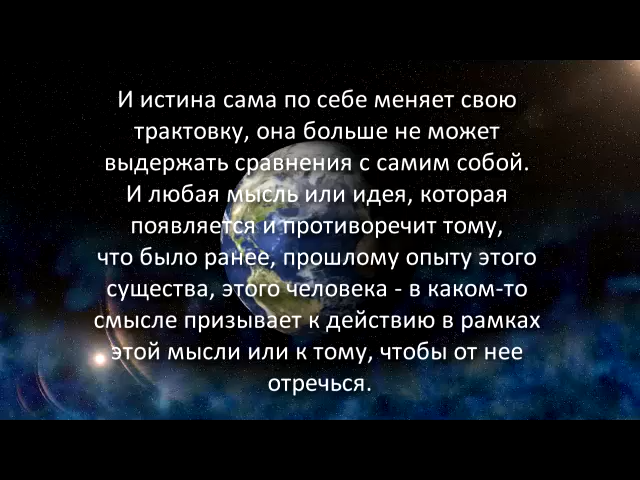 И истина сама по себе меняет свою
трактовку, она больше не может
выдержать сравнения с самим собой.
И любая мысль или идея, которая
появляется и противоречит тому,
что было ранее, прошлому опыту этого
существа, этого человека - в каком-то
смысле призывает к действию в рамках
этой мысли или к тому, чтобы от нее
отречься.